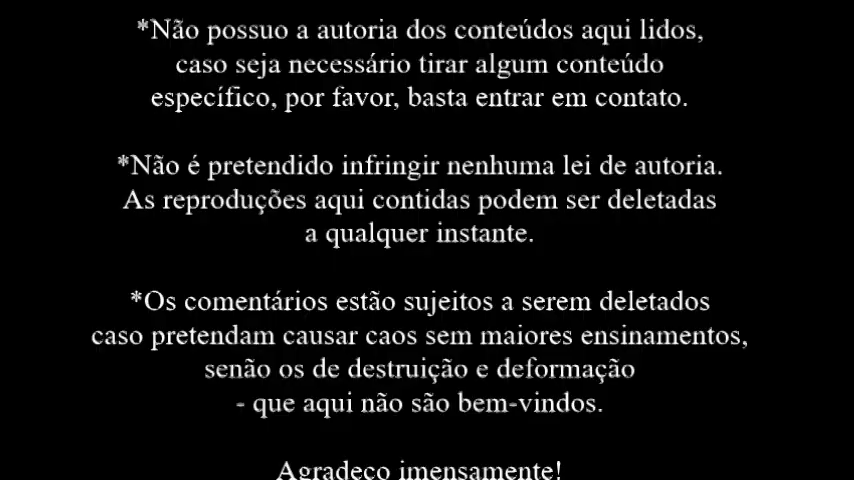 *Não possuo a autoria dos conteúdos aqui lidos,
caso seja necessário tirar algum conteúdo
específico, por favor, basta entrar em contato.
*Não é pretendido infringir nenhuma lei de autoria.
As reproduções aqui contidas podem ser deletadas
a qualquer instante.
*Os comentários estão sujeitos a serem deletados
caso pretendam causar caos sem maiores ensinamentos,
senão os de destruição e deformação
- que aqui não são bem-vindos.
Agradeço imensamente!